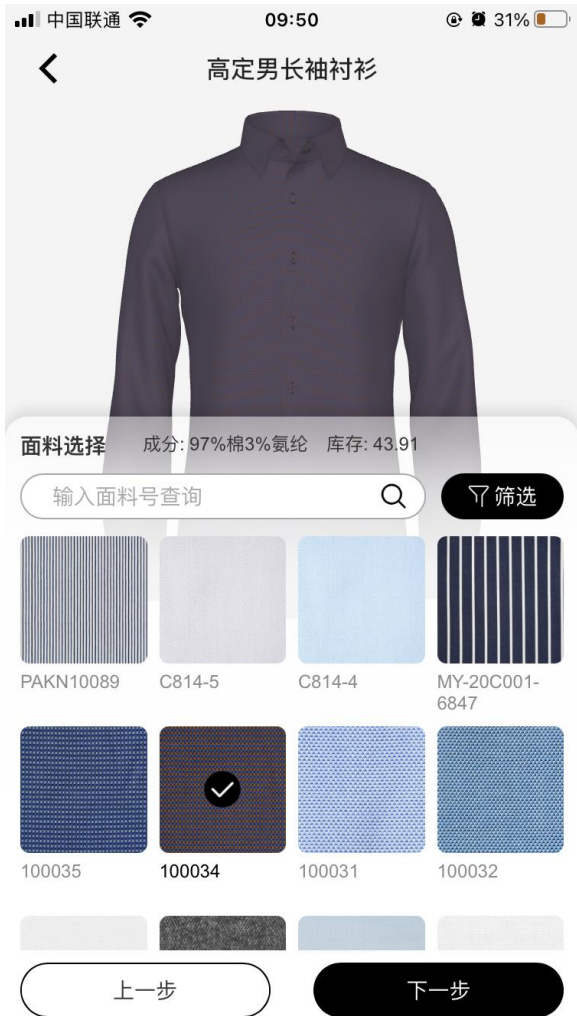 中国联通 09:50 31%
高定男长袖衬衫
面料选择 成分: 97%棉3%氨纶 库存: 43.91
输入面料号查询 筛选
PAKN10089 C814-5 C814-4 MY-20C001-
6847
100035 100034 100031 100032
上一步 下一步